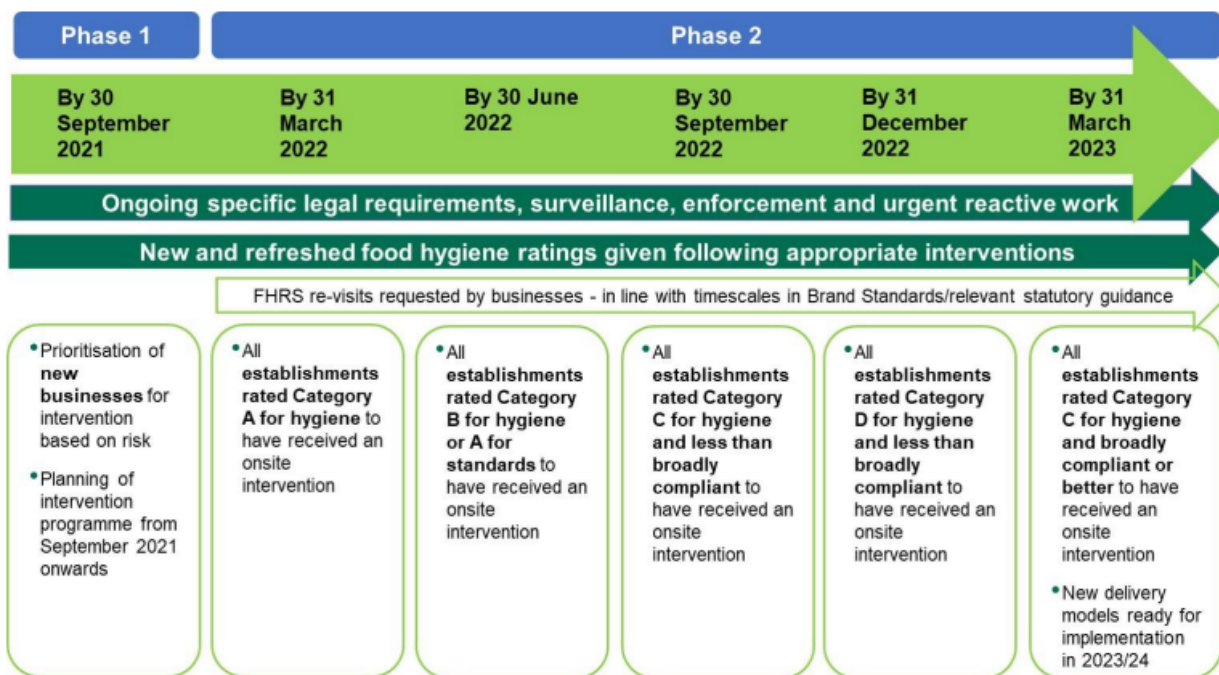 Phase 1
Phase 2
By 30
September
2021
By 31
March
2022
By 30 June
2022
By 30
September
2022
By 31
December
2022
By 31
March
2023
Ongoing specific legal requirements, surveillance, enforcement and urgent reactive work
New and refreshed food hygiene ratings given following appropriate interventions
FHRS re-visits requested by businesses - in line with timescales in Brand Standards/relevant statutory guidance
•Prioritisation of
new
businesses for
intervention
based on risk
•Planning of
intervention
programme from
September 2021
onwards
•All
establishments
rated Category
A for hygiene to
have received an
onsite
intervention
•All
establishments
rated Category
B for hygiene
or A for
standards to
have received an
onsite
intervention
•All
establishments
rated Category
C for hygiene
and less than
broadly
compliant to
have received an
onsite
intervention
•All
establishments
rated Category
D for hygiene
and less than
broadly
compliant to
have received an
onsite
intervention
•All
establishments
rated Category
C for hygiene
and broadly
compliant or
better to have
received an
onsite
intervention
•New delivery
models ready for
implementation
in 2023/24